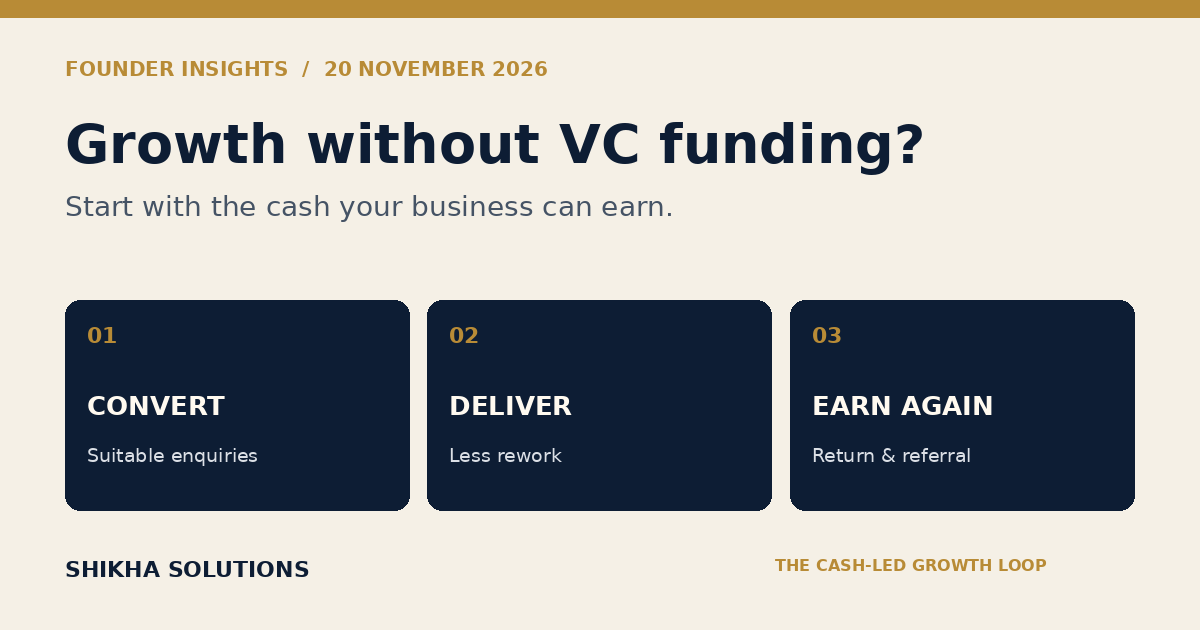 FOUNDER INSIGHTS / 20 NOVEMBER 2026
Growth without VC funding?
Start with the cash your business can earn.
01
CONVERT
Suitable enquiries
02
DELIVER
Less rework
03
EARN AGAIN
Return & referral
SHIKHA SOLUTIONS
THE CASH-LED GROWTH LOOP